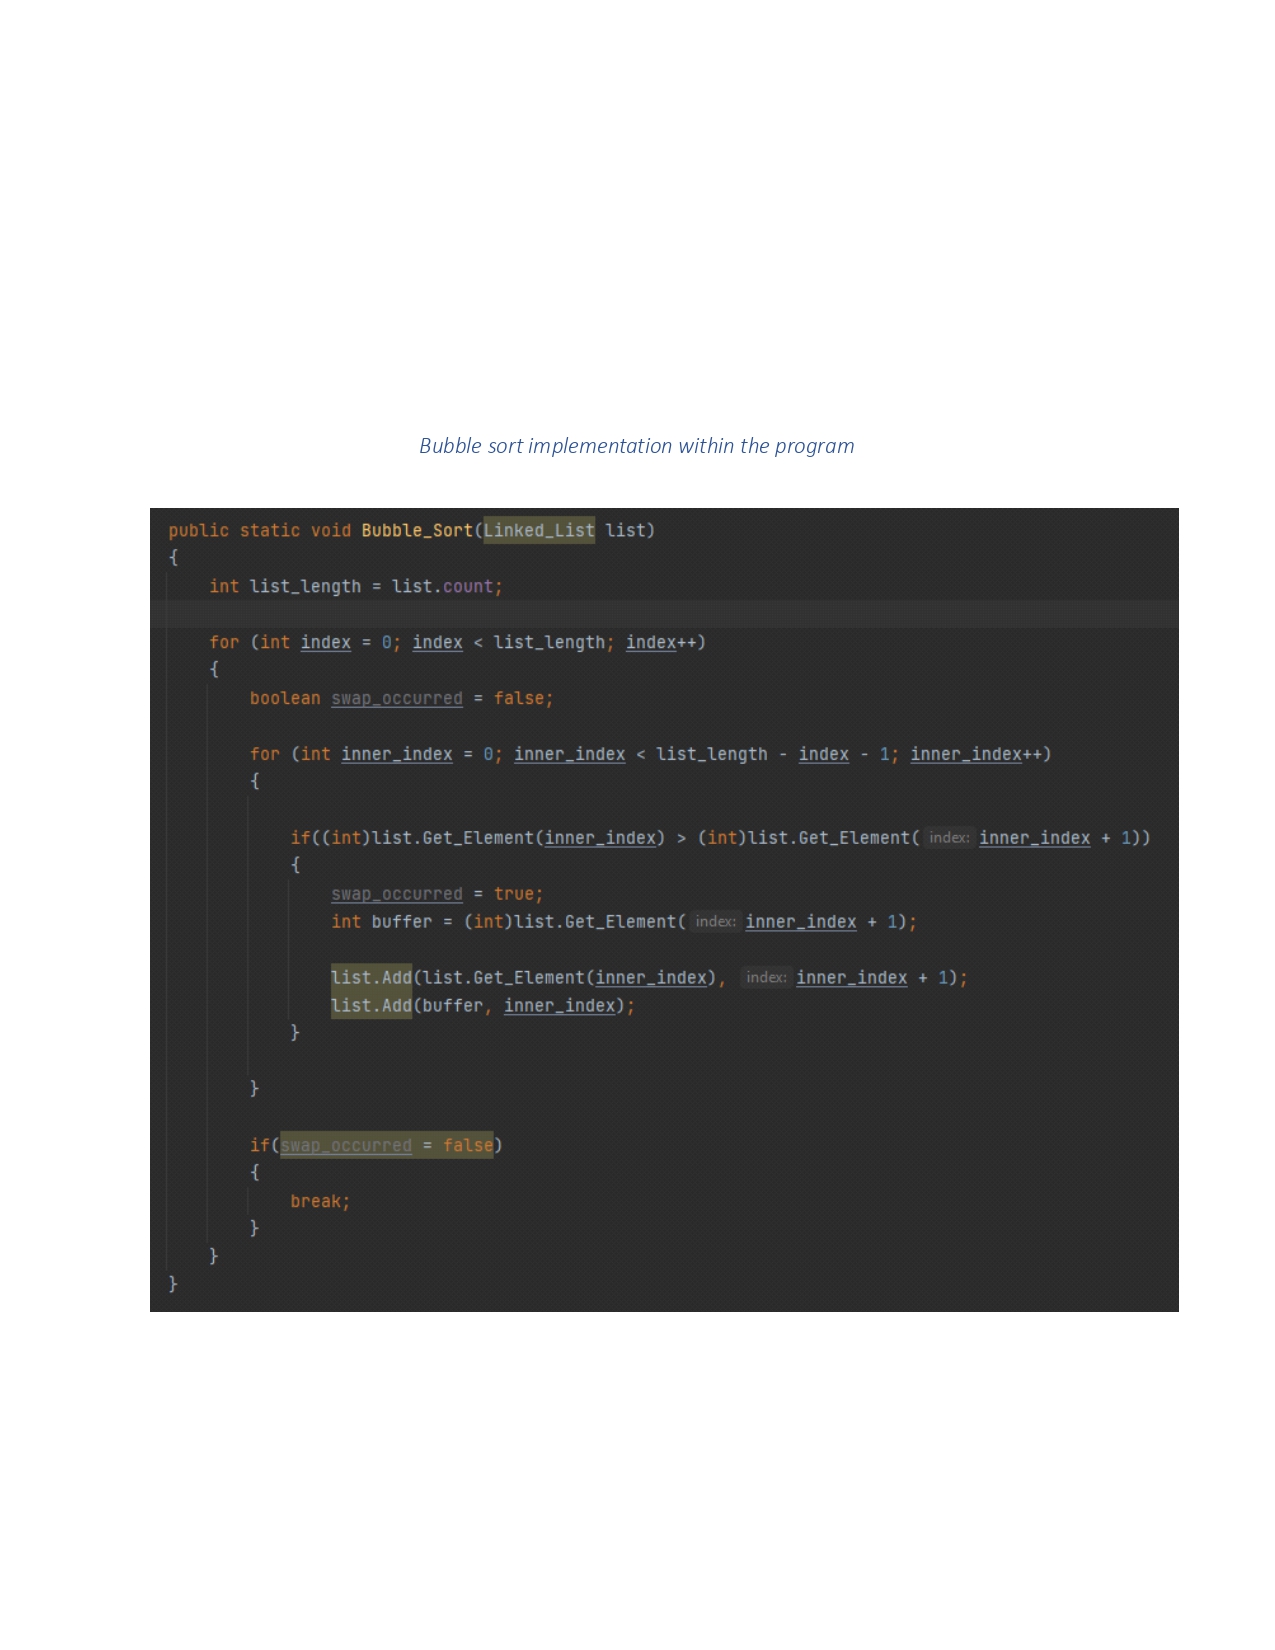 Bubble sort implementation within the program
public static void Bubble_Sort(Linked_List list)
{
int list_length = list.count;
for (int index = 0; index < list_length; index++)
{
boolean swap_occurred = false;
for (int inner_index = 0; inner_index < list_length - index - 1; inner_index++)
{
if((int)list.Get_Element(inner_index) > (int)list.Get_Element( index: inner_index + 1))
{
swap_occurred = true;
int buffer = (int)list.Get_Element( index: inner_index + 1);
list.Add(list.Get_Element(inner_index), index: inner_index + 1);
list.Add(buffer, inner_index);
}
}
if(swap_occurred = false)
{
break;
}
}
}